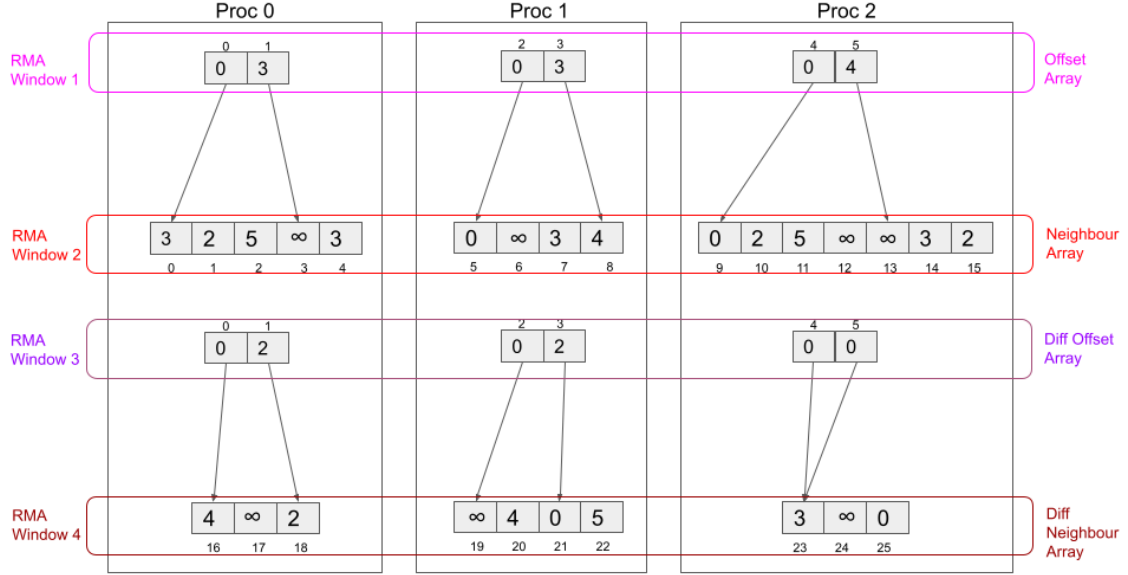 Proc 0 Proc 1 Proc 2
0 1 2 3 4 5
RMA Window 1 0 3 0 3 0 4 Offset Array
RMA Window 2 3 2 5 ∞ 3 0 ∞ 3 4 0 2 5 ∞ ∞ 3 2 Neighbour Array
0 1 2 3 4 5 6 7 8 9 10 11 12 13 14 15
0 1 2 3 4 5
RMA Window 3 0 2 0 2 0 0 Diff Offset Array
RMA Window 4 4 ∞ 2 ∞ 4 0 5 3 ∞ 0 Diff Neighbour Array
16 17 18 19 20 21 22 23 24 25